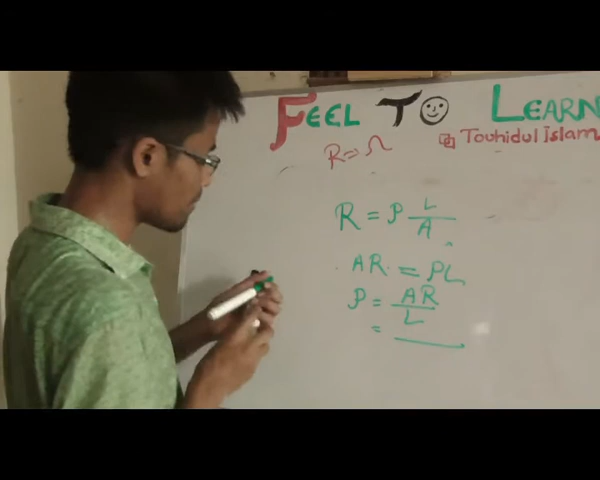 FEEL TO LEARN
Touhidul Islam
R = Ω
R = ρ L/A
AR = ρL
ρ = AR/L
= —